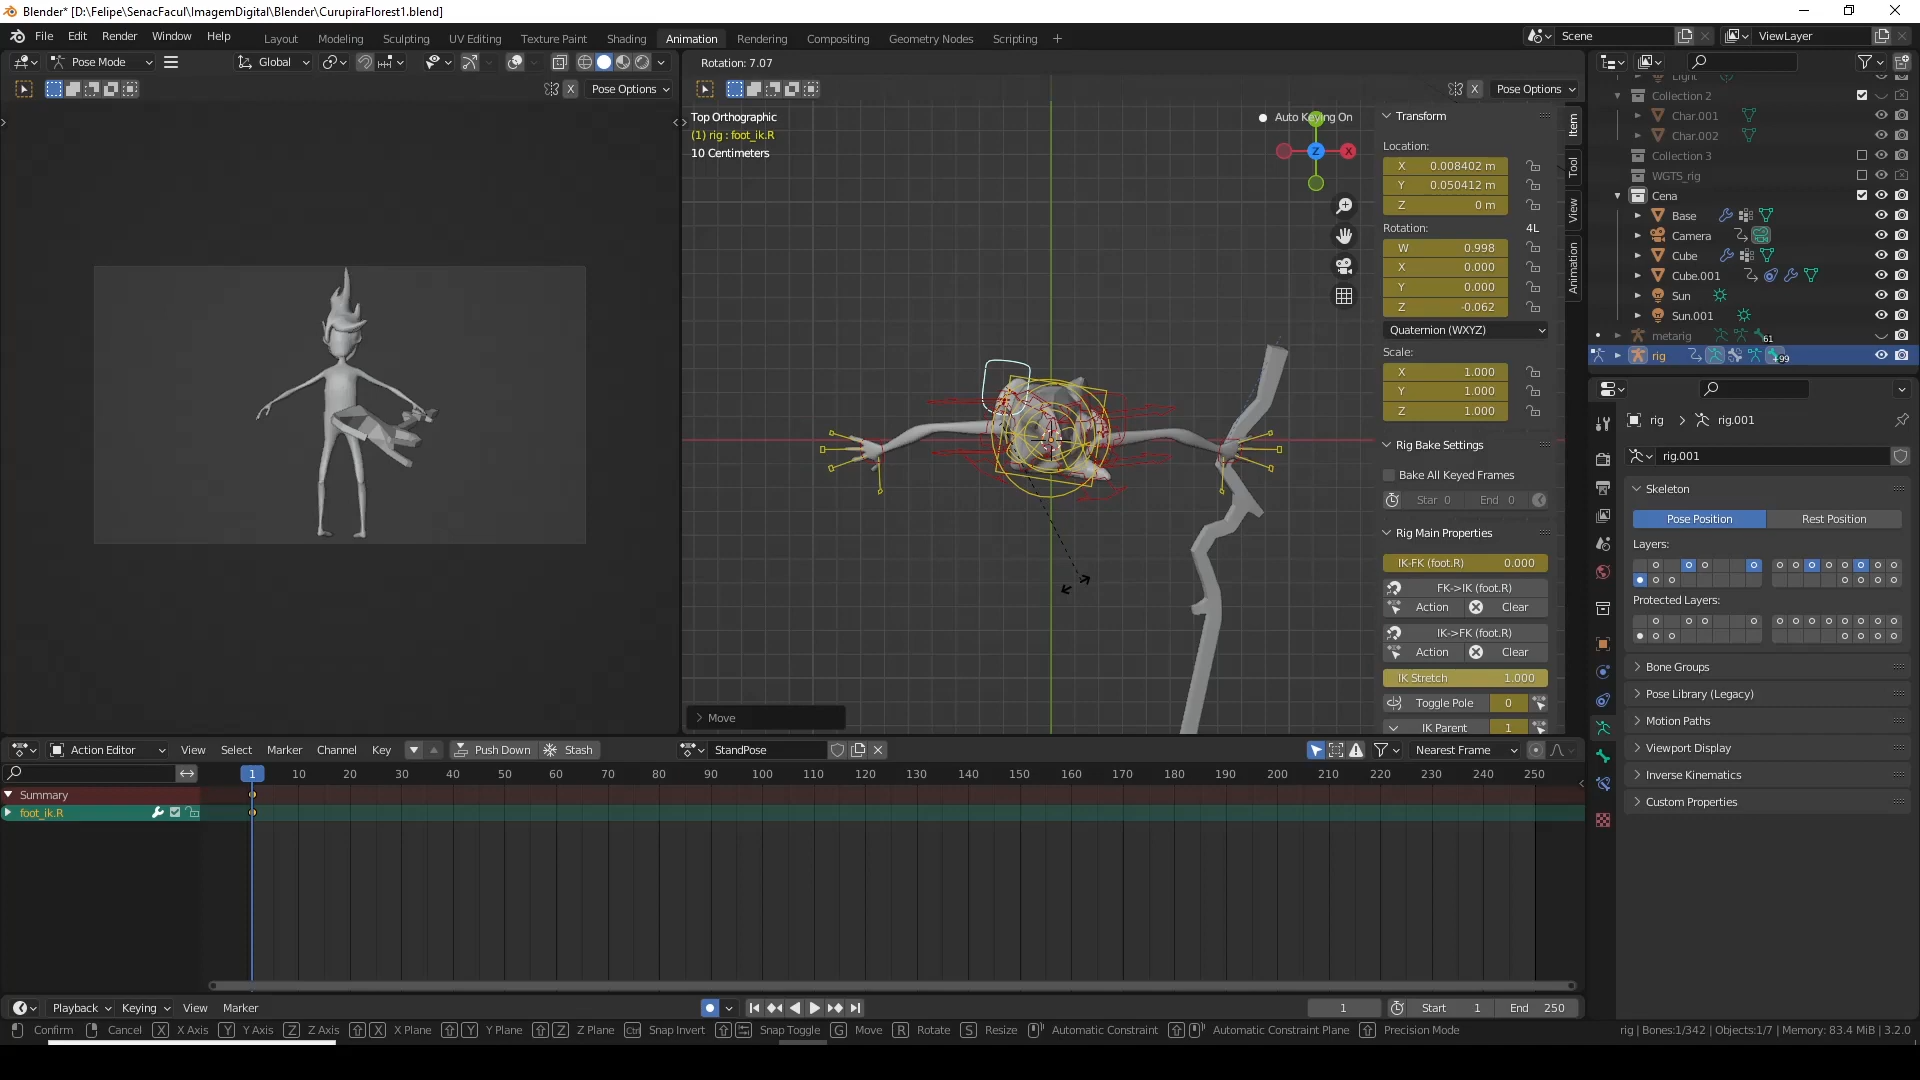 Blender* [D:\Felipe\SenacFacul\ImagemDigital\Blender\CurupiraFlorest1.blend]
File Edit Render Window Help Layout Modeling Sculpting UV Editing Texture Paint Shading Animation Rendering Compositing Geometry Nodes Scripting Scene ViewLayer
Pose Mode Global Rotation: 7.07
X Pose Options X Pose Options
Top Orthographic
(1) rig : foot_ik.R
10 Centimeters
Auto Keying On
Z X
Transform
Location:
X 0.008402 m
Y 0.050412 m
Z 0 m
Rotation: 4L
W 0.998
X 0.000
Y 0.000
Z -0.062
Quaternion (WXYZ)
Scale:
X 1.000
Y 1.000
Z 1.000
Rig Bake Settings
Bake All Keyed Frames
Star 0 End 0
Rig Main Properties
IK-FK (foot.R) 0.000
FK->IK (foot.R)
Action Clear
IK->FK (foot.R)
Action Clear
IK Stretch 1.000
Toggle Pole 0
IK Parent 1
Item
Tool
View
Animation
Move
Light
Collection 2
Char.001
Char.002
Collection 3
WGTS_rig
Cena
Base
Camera
Cube
Cube.001
Sun
Sun.001
metarig 61
rig +99
rig rig.001
rig.001
Skeleton
Pose Position Rest Position
Layers:
Protected Layers:
Bone Groups
Pose Library (Legacy)
Motion Paths
Viewport Display
Inverse Kinematics
Custom Properties
Action Editor View Select Marker Channel Key Push Down Stash StandPose Nearest Frame
1 10 20 30 40 50 60 70 80 90 100 110 120 130 140 150 160 170 180 190 200 210 220 230 240 250
Summary
foot_ik.R
Playback Keying View Marker 1 Start 1 End 250
Confirm Cancel X X Axis Y Y Axis Z Z Axis X X Plane Y Y Plane Z Z Plane Ctrl Snap Invert Snap Toggle G Move R Rotate S Resize Automatic Constraint Automatic Constraint Plane Precision Mode rig | Bones:1/342 | Objects:1/7 | Memory: 83.4 MiB | 3.2.0